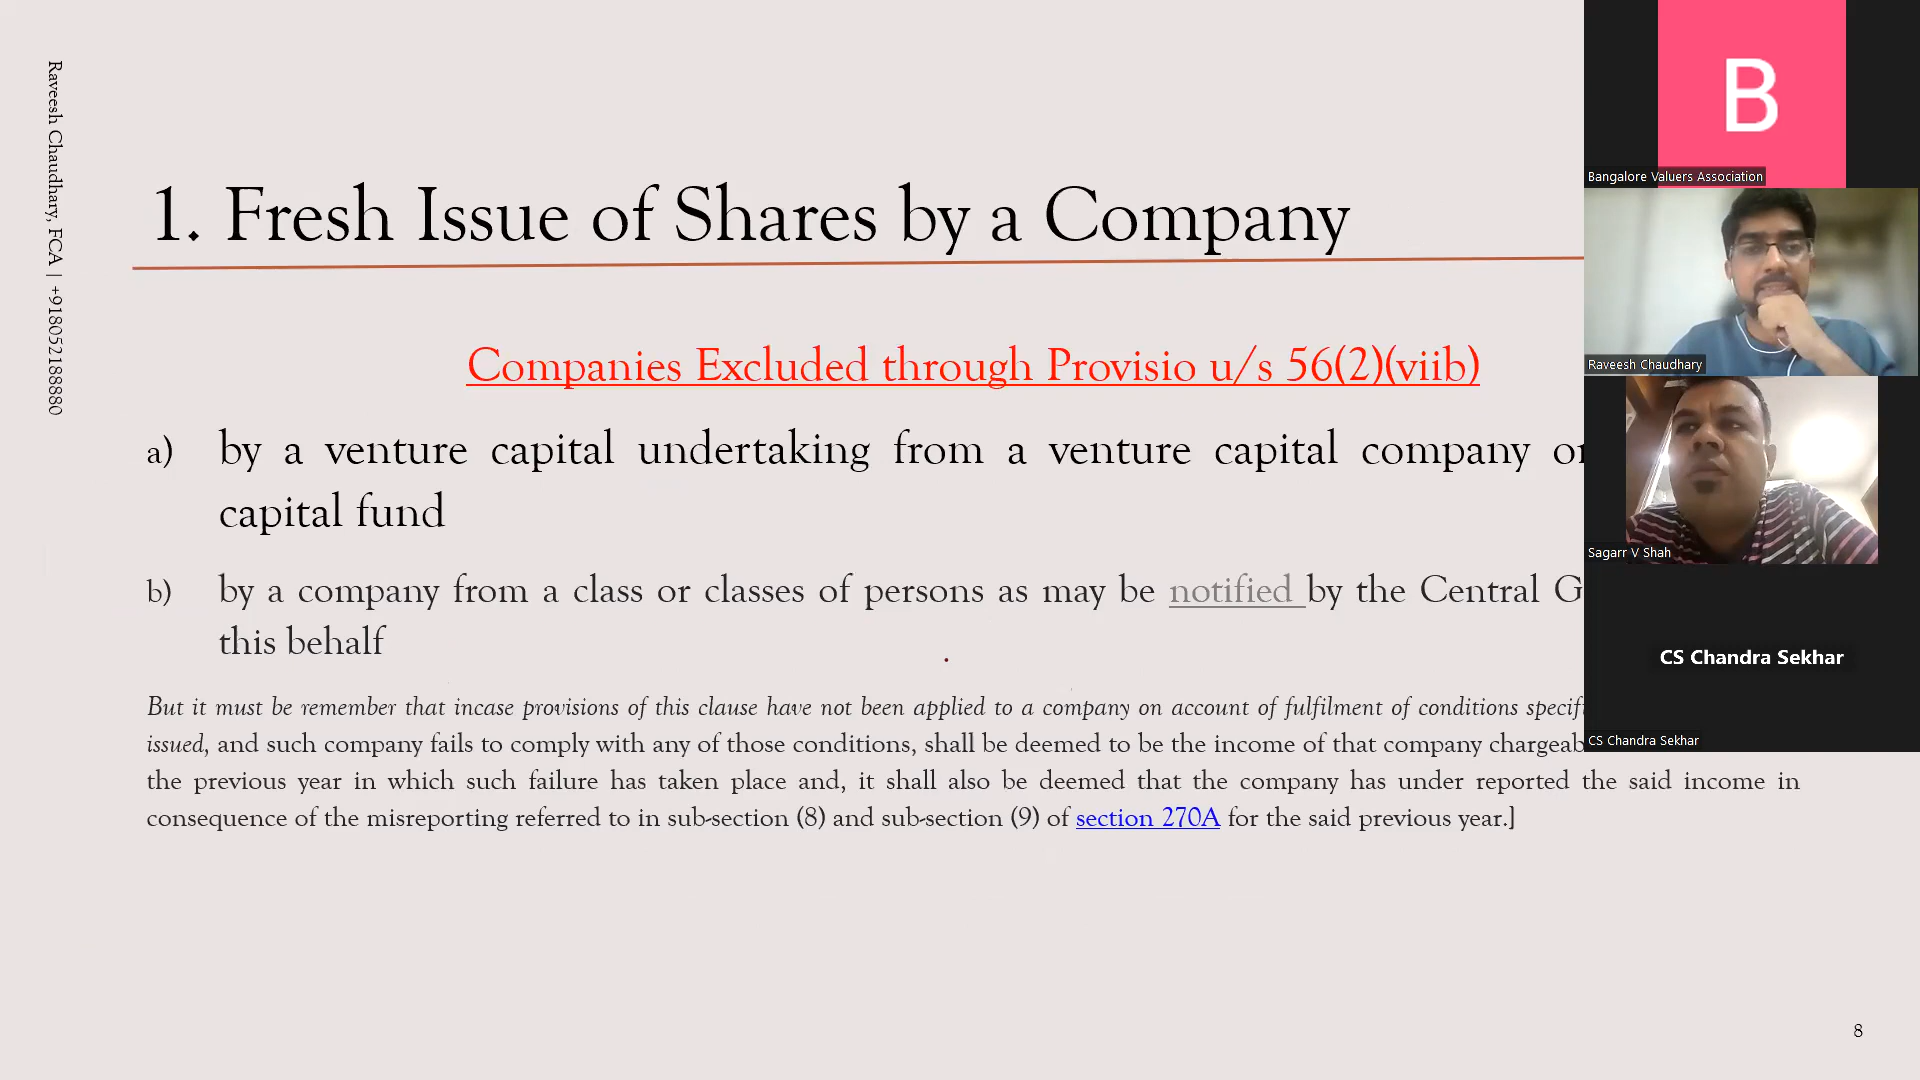 Raveesh Chaudhary, FCA | +918052188880
1. Fresh Issue of Shares by a Company
Companies Excluded through Provisio u/s 56(2)(viib)
a) by a venture capital undertaking from a venture capital company or
capital fund
b) by a company from a class or classes of persons as may be notified by the Central G
this behalf
But it must be remember that incase provisions of this clause have not been applied to a company on account of fulfilment of conditions specif
issued, and such company fails to comply with any of those conditions, shall be deemed to be the income of that company chargeab
the previous year in which such failure has taken place and, it shall also be deemed that the company has under reported the said income in
consequence of the misreporting referred to in sub-section (8) and sub-section (9) of section 270A for the said previous year.]
8
B
Bangalore Valuers Association
Raveesh Chaudhary
Sagarr V Shah
CS Chandra Sekhar
CS Chandra Sekhar